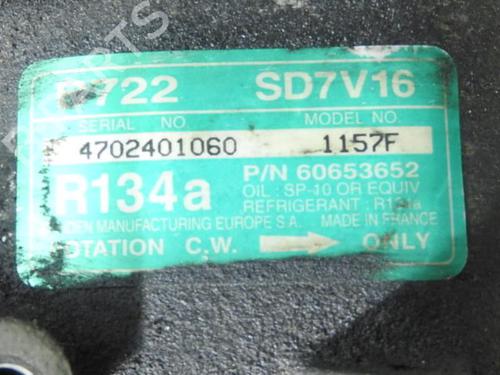 722 SD7V16
SERIAL NO. MODEL NO.
4702401060 1157F
R134a P/N 60653652
OIL : SP-10 OR EQUIV
REFRIGERANT : R134a
MANUFACTURING EUROPE S.A. MADE IN FRANCE
ROTATION C.W. ONLY